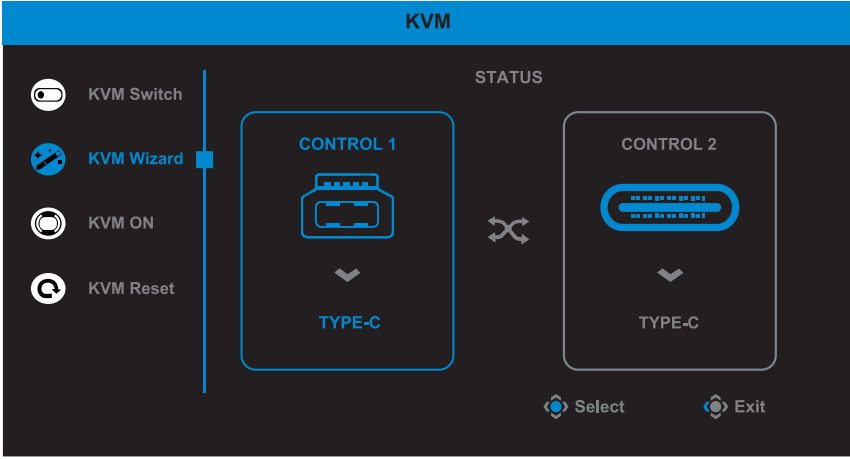 KVM
STATUS
KVM Switch
KVM Wizard
KVM ON
KVM Reset
CONTROL 1
TYPE-C
CONTROL 2
TYPE-C
Select
Exit